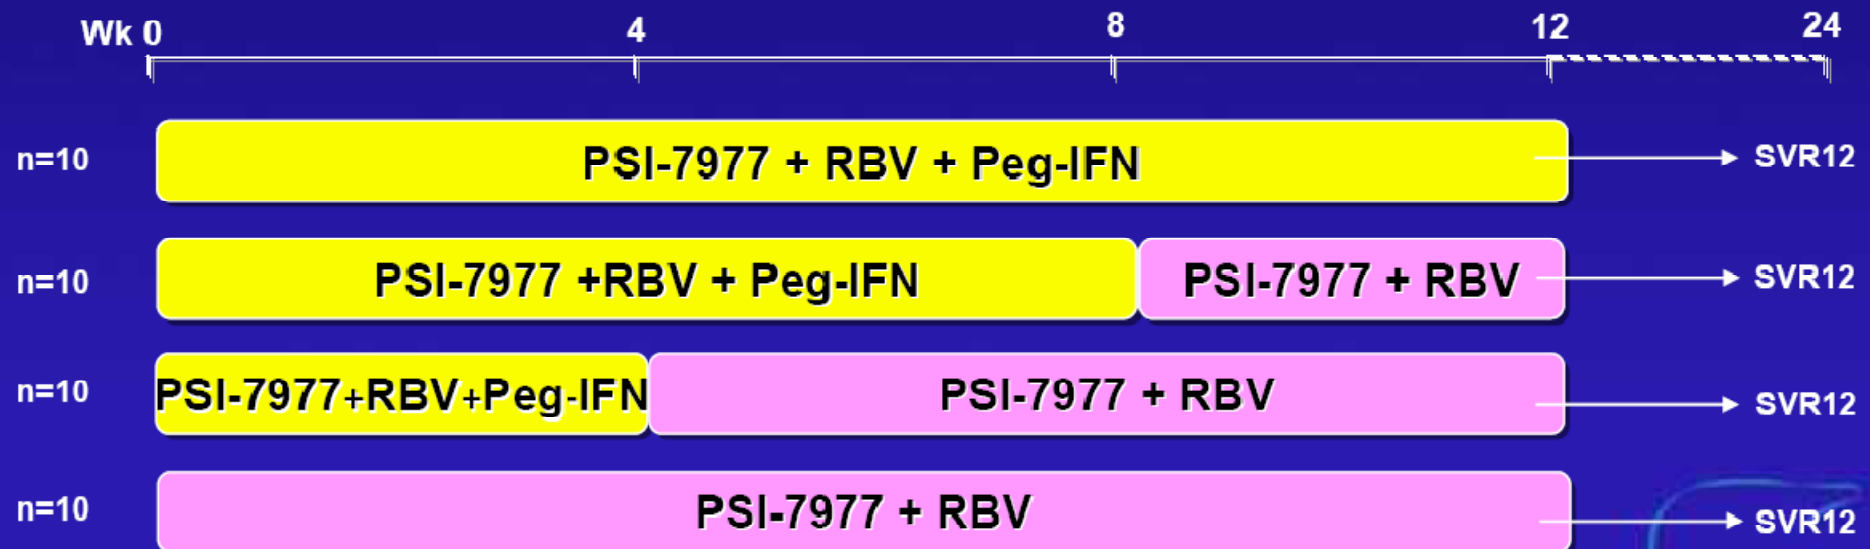 Wk 0 4 8 12 24
n=10 PSI-7977 + RBV + Peg-IFN SVR12
n=10 PSI-7977 +RBV + Peg-IFN PSI-7977 + RBV SVR12
n=10 PSI-7977+RBV+Peg-IFN PSI-7977 + RBV SVR12
n=10 PSI-7977 + RBV SVR12